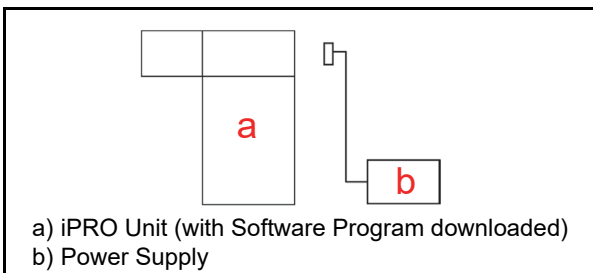 a
b
a) iPRO Unit (with Software Program downloaded)
b) Power Supply